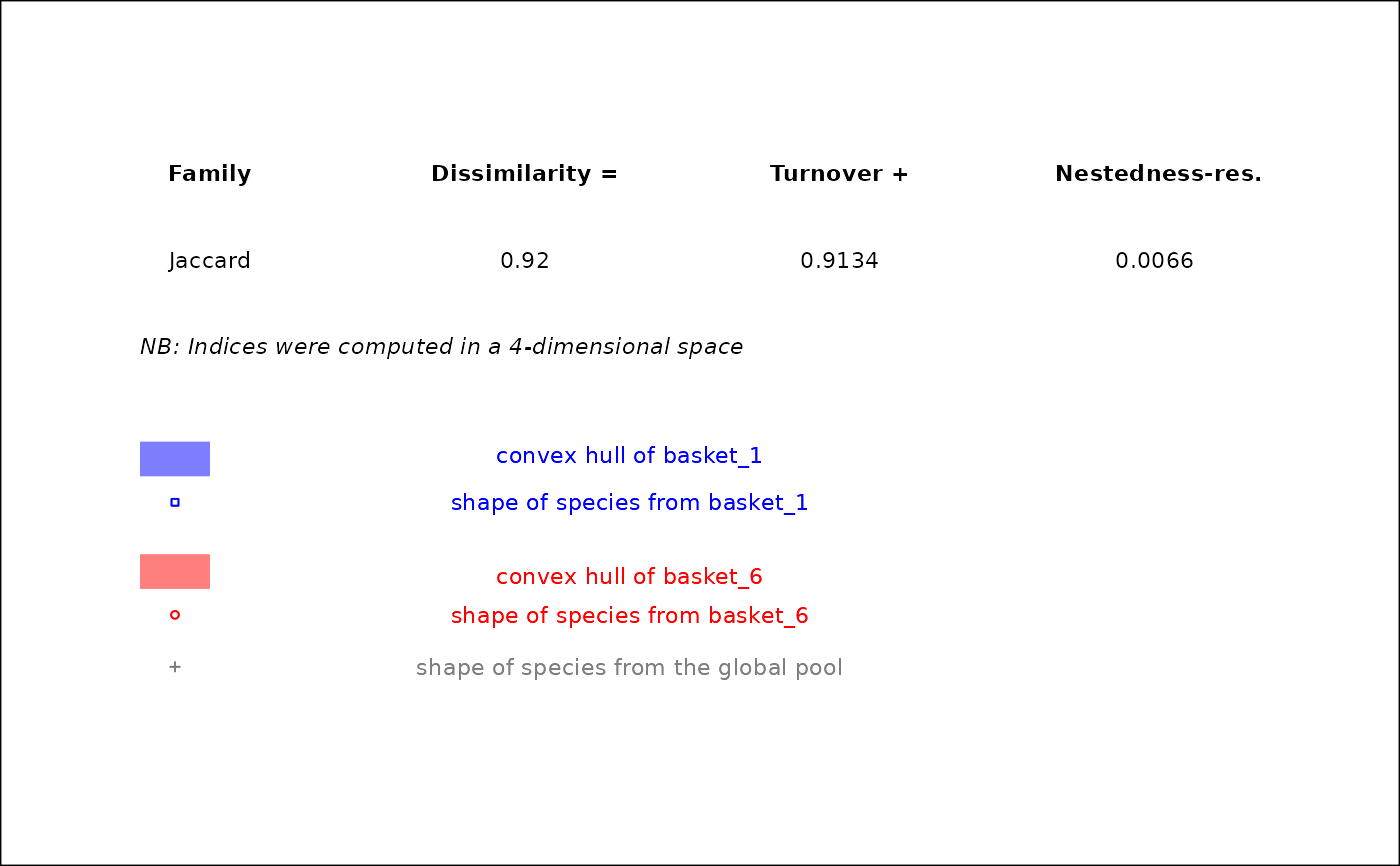 Family Dissimilarity = Turnover + Nestedness-res.
Jaccard 0.92 0.9134 0.0066
NB: Indices were computed in a 4-dimensional space
convex hull of basket_1
shape of species from basket_1
convex hull of basket_6
shape of species from basket_6
shape of species from the global pool